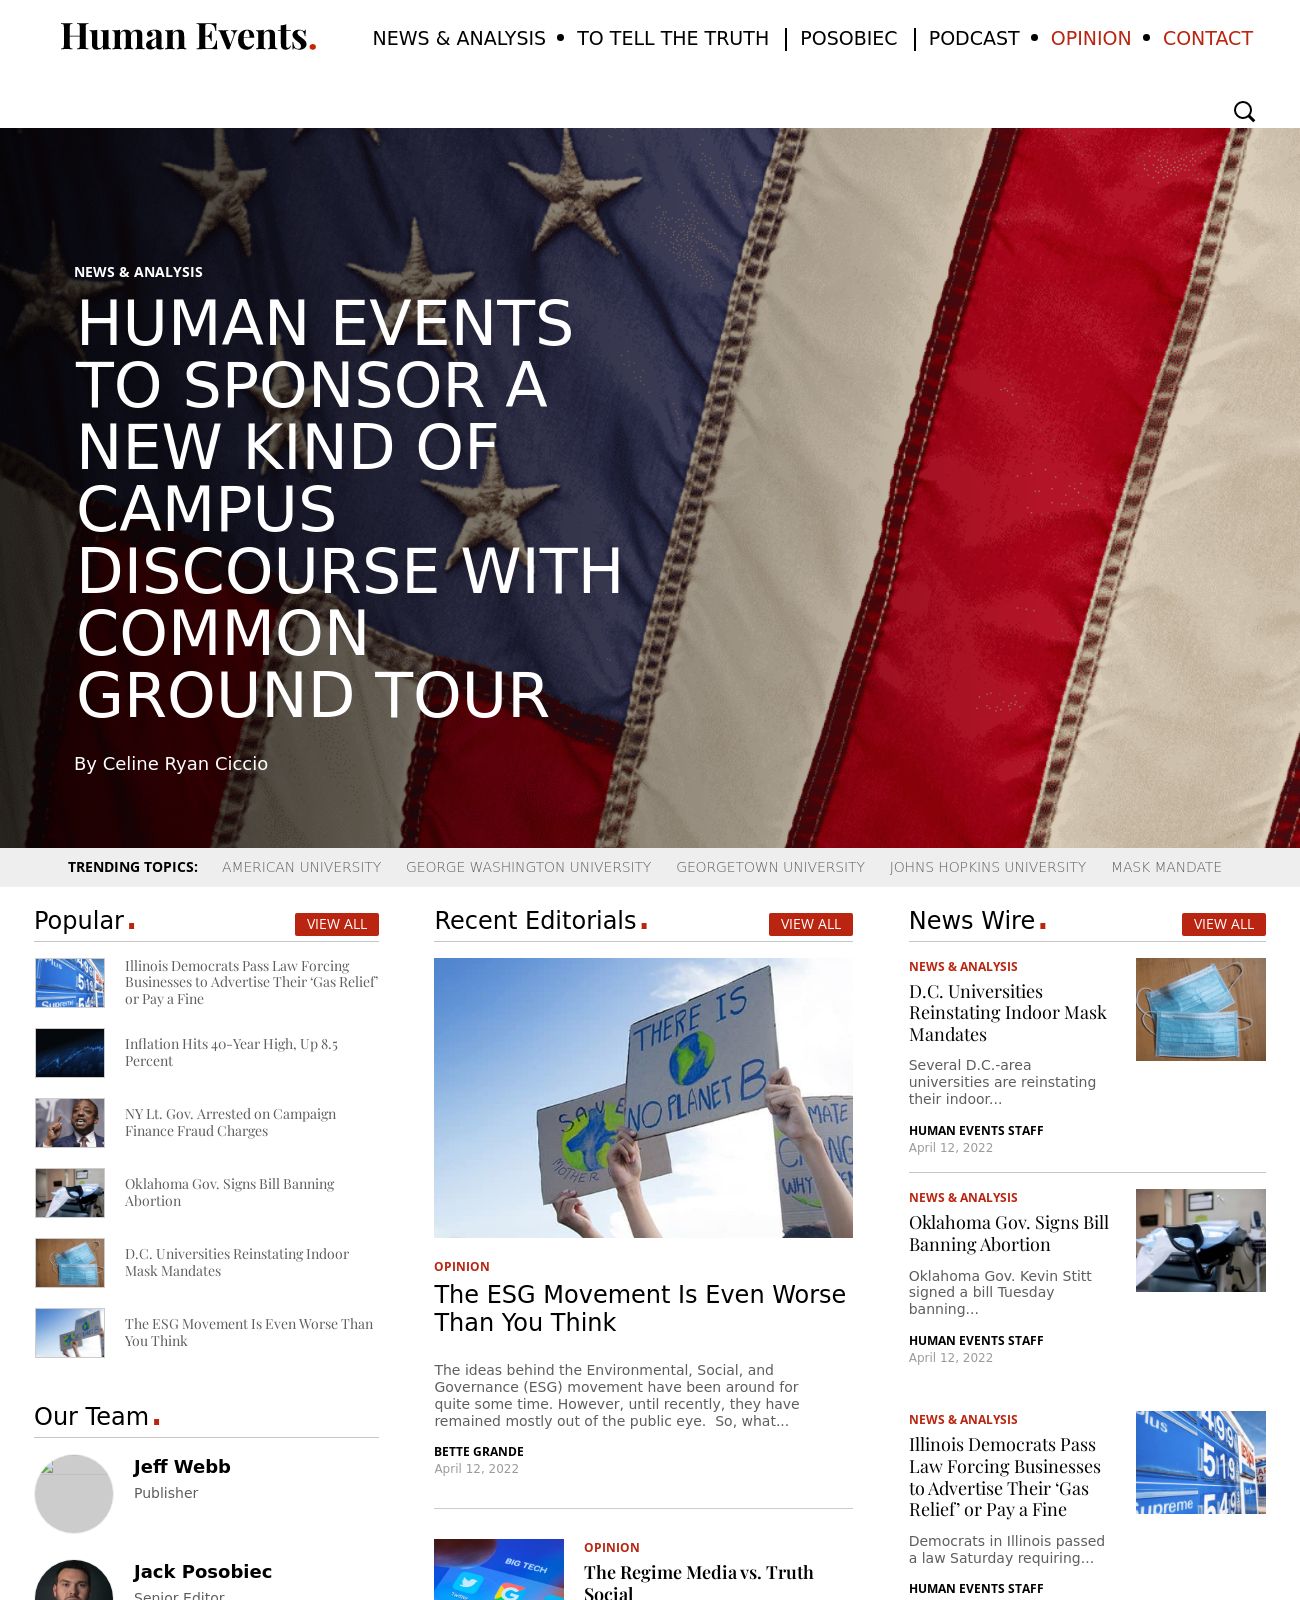 Human Events.
NEWS & ANALYSIS • TO TELL THE TRUTH | POSOBIEC | PODCAST • OPINION • CONTACT
NEWS & ANALYSIS
HUMAN EVENTS
TO SPONSOR A
NEW KIND OF
CAMPUS
DISCOURSE WITH
COMMON
GROUND TOUR
By Celine Ryan Ciccio
TRENDING TOPICS: AMERICAN UNIVERSITY GEORGE WASHINGTON UNIVERSITY GEORGETOWN UNIVERSITY JOHNS HOPKINS UNIVERSITY MASK MANDATE
Popular.
VIEW ALL
Illinois Democrats Pass Law Forcing
Businesses to Advertise Their ‘Gas Relief’
or Pay a Fine
Inflation Hits 40-Year High, Up 8.5
Percent
NY Lt. Gov. Arrested on Campaign
Finance Fraud Charges
Oklahoma Gov. Signs Bill Banning
Abortion
D.C. Universities Reinstating Indoor
Mask Mandates
The ESG Movement Is Even Worse Than
You Think
Our Team.
Jeff Webb
Publisher
Jack Posobiec
Senior Editor
Recent Editorials.
VIEW ALL
THERE IS
NO PLANET B
SAVE
MOTHER
MATE
CHANG
WHY
OPINION
The ESG Movement Is Even Worse
Than You Think
The ideas behind the Environmental, Social, and
Governance (ESG) movement have been around for
quite some time. However, until recently, they have
remained mostly out of the public eye.  So, what...
BETTE GRANDE
April 12, 2022
BIG TECH
Twitter
OPINION
The Regime Media vs. Truth
Social
News Wire.
VIEW ALL
NEWS & ANALYSIS
D.C. Universities
Reinstating Indoor Mask
Mandates
Several D.C.-area
universities are reinstating
their indoor...
HUMAN EVENTS STAFF
April 12, 2022
NEWS & ANALYSIS
Oklahoma Gov. Signs Bill
Banning Abortion
Oklahoma Gov. Kevin Stitt
signed a bill Tuesday
banning...
HUMAN EVENTS STAFF
April 12, 2022
NEWS & ANALYSIS
Illinois Democrats Pass
Law Forcing Businesses
to Advertise Their ‘Gas
Relief’ or Pay a Fine
Democrats in Illinois passed
a law Saturday requiring...
HUMAN EVENTS STAFF